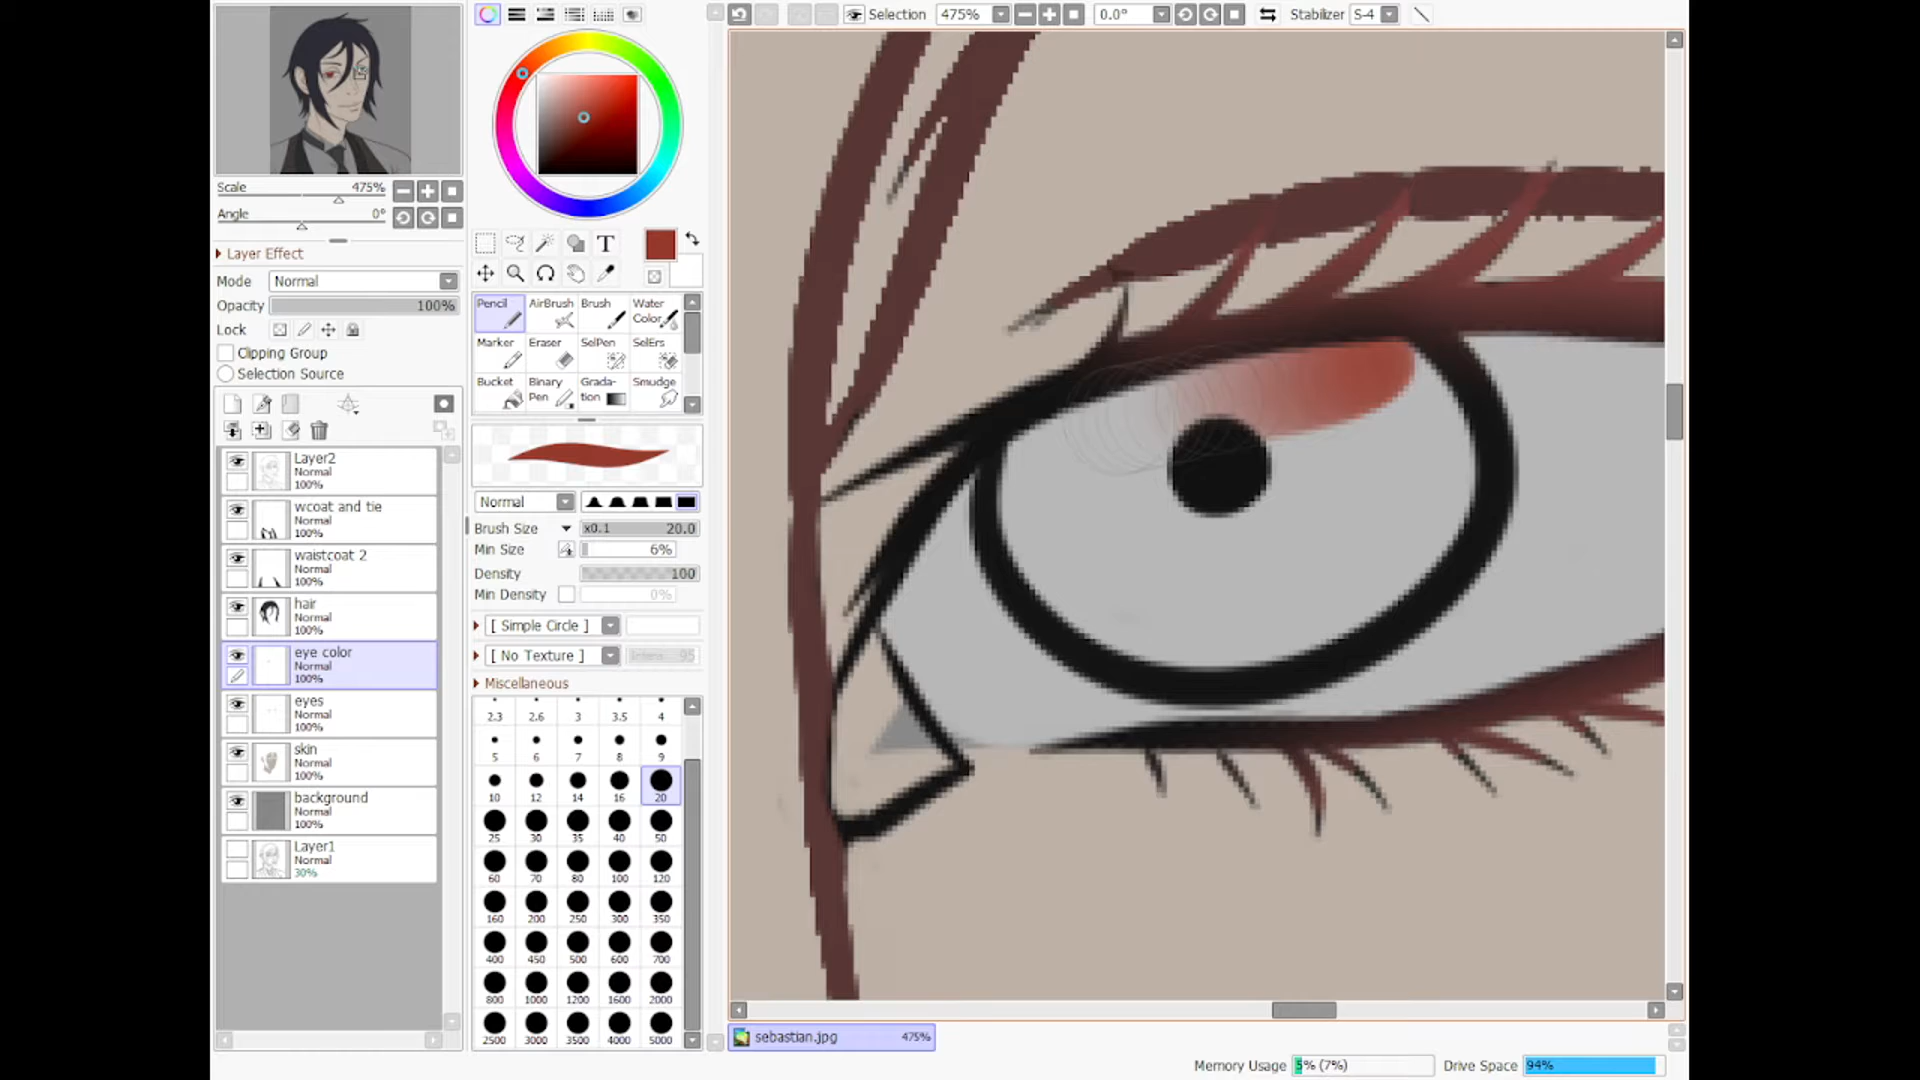 Selection 475% 0.0° Stabilizer S-4
Scale 475%
Angle 0°
Layer Effect
Mode Normal
Opacity 100%
Lock
Clipping Group
Selection Source
Layer2
Normal
100%
wcoat and tie
Normal
100%
waistcoat 2
Normal
100%
hair
Normal
100%
eye color
Normal
100%
eyes
Normal
100%
skin
Normal
100%
background
Normal
100%
Layer1
Normal
30%
T
Pencil AirBrush Brush Water
Color
Marker Eraser SelPen SelErs
Bucket Binary Grada- Smudge
Pen tion
Normal
Brush Size x0.1 20.0
Min Size 6%
Density 100
Min Density 0%
[ Simple Circle ]
[ No Texture ] 95
Miscellaneous
2.3 2.6 3 3.5 4
5 6 7 8 9
10 12 14 16 20
25 30 35 40 50
60 70 80 100 120
160 200 250 300 350
400 450 500 600 700
800 1000 1200 1600 2000
2500 3000 3500 4000 5000
sebastian.jpg 475%
Memory Usage 5% (7%) Drive Space 94%